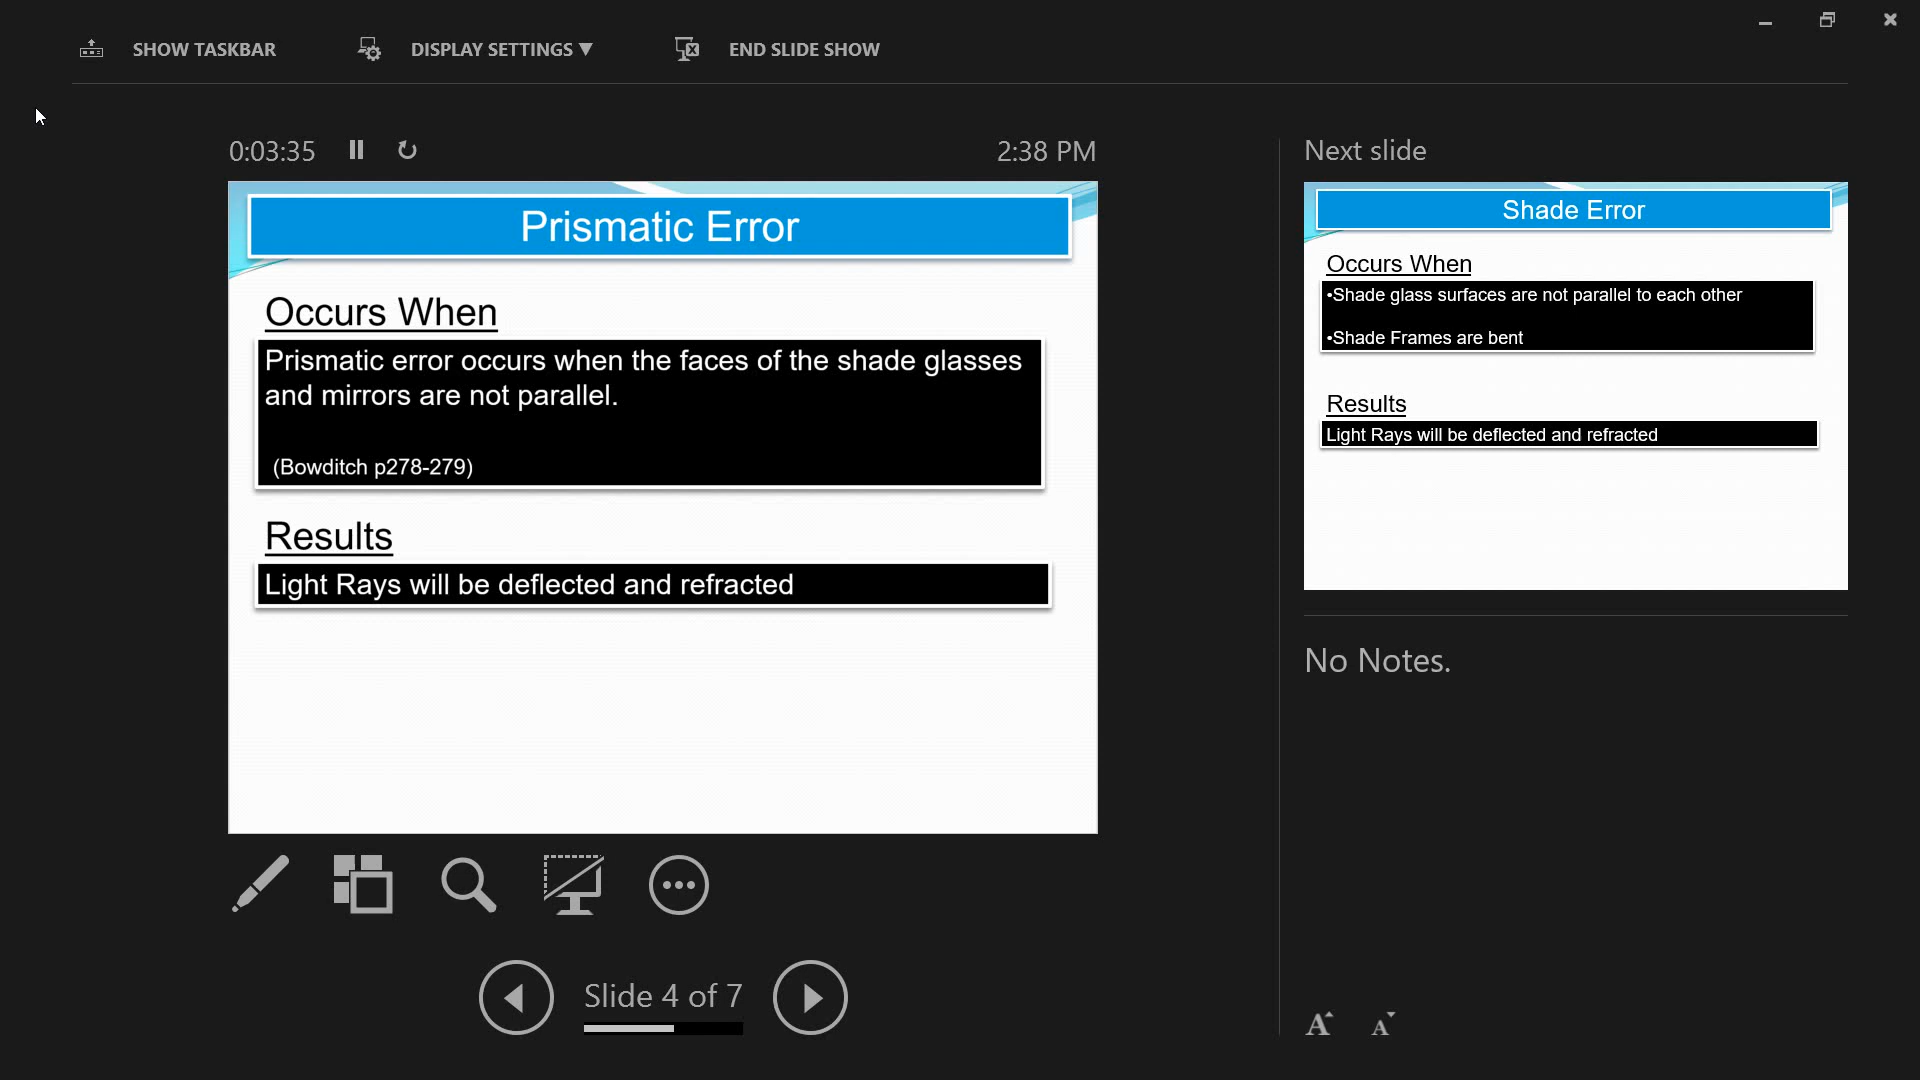 SHOW TASKBAR
DISPLAY SETTINGS ▼
END SLIDE SHOW
0:03:35
2:38 PM
Prismatic Error
Occurs When
Prismatic error occurs when the faces of the shade glasses
and mirrors are not parallel.
(Bowditch p278-279)
Results
Light Rays will be deflected and refracted
Slide 4 of 7
Next slide
Shade Error
Occurs When
•Shade glass surfaces are not parallel to each other
•Shade Frames are bent
Results
Light Rays will be deflected and refracted
No Notes.
A A